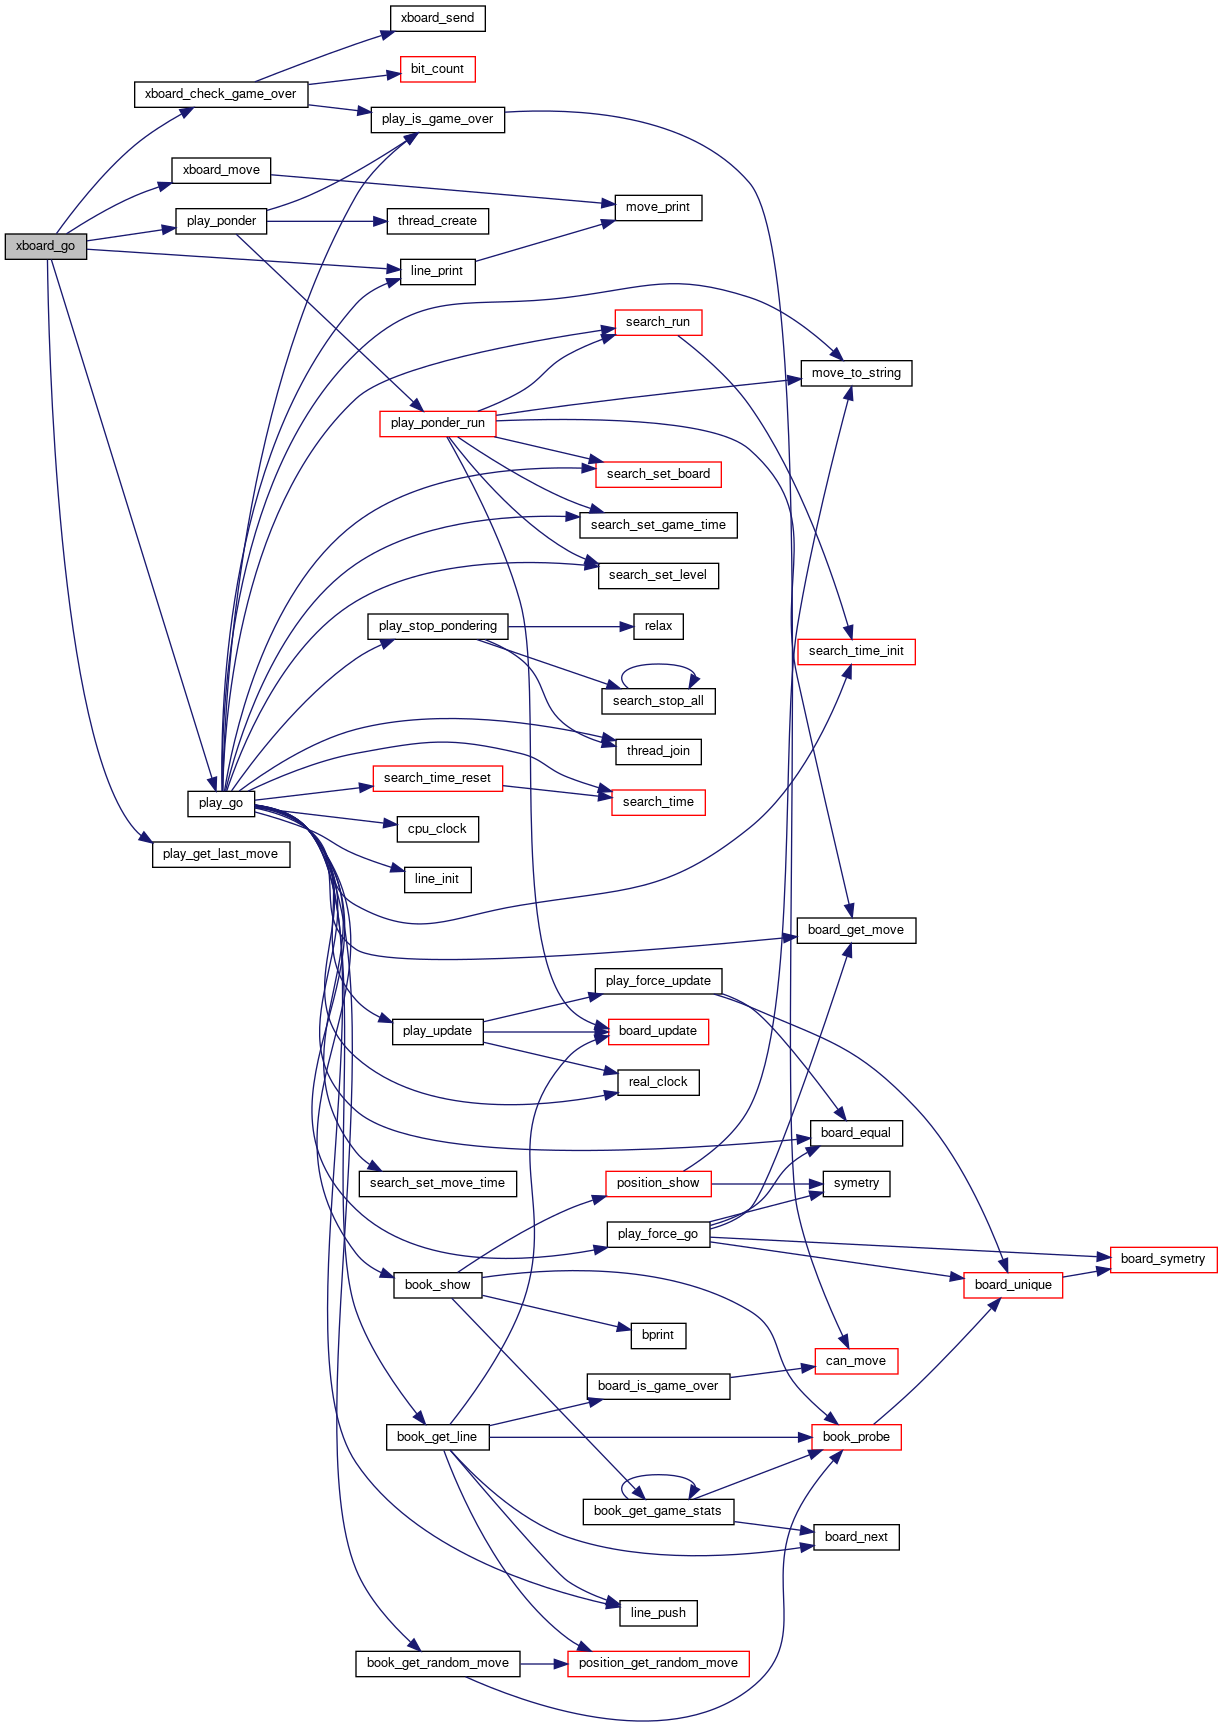 xboard_send
bit_count
xboard_check_game_over
play_is_game_over
xboard_move
move_print
play_ponder
thread_create
xboard_go
line_print
search_run
move_to_string
play_ponder_run
search_set_board
search_set_game_time
search_set_level
play_stop_pondering
relax
search_time_init
search_stop_all
thread_join
search_time_reset
play_go
search_time
cpu_clock
play_get_last_move
line_init
board_get_move
play_force_update
play_update
board_update
real_clock
board_equal
search_set_move_time
position_show
symetry
play_force_go
board_symetry
book_show
board_unique
bprint
can_move
board_is_game_over
book_get_line
book_probe
book_get_game_stats
board_next
line_push
book_get_random_move
position_get_random_move